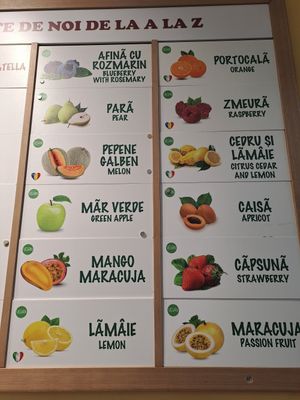 TE DE NOI DE LA A LA Z
STELLA
AFINĂ CU
ROZMARIN
BLUEBERRY
WITH ROSEMARY
PARĂ
PEAR
PEPENE
GALBEN
MELON
MĂR VERDE
GREEN APPLE
MANGO
MARACUJA
LĂMÂIE
LEMON
PORTOCALĂ
ORANGE
ZMEURĂ
RASPBERRY
CEDRU ȘI
LĂMÂIE
CITRUS CEDAR
AND LEMON
CAISĂ
APRICOT
CĂPȘUNĂ
STRAWBERRY
MARACUJA
PASSION FRUIT